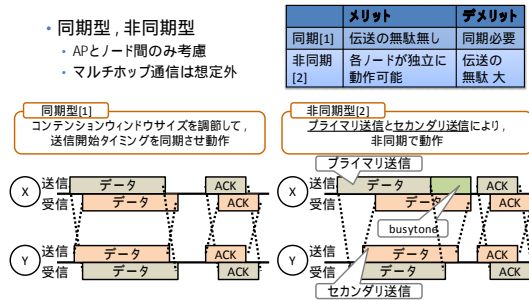 • 同期型 , 非同期型
• APとノード間のみ考慮
• マルチホップ通信は想定外
メリット デメリット
同期[1] 伝送の無駄無し 同期必要
非同期[2] 各ノードが独立に動作可能 伝送の無駄 大
同期型[1]
コンテンションウィンドウサイズを調節して ,
送信開始タイミングを同期させ動作
非同期型[2]
プライマリ送信とセカンダリ送信により ,
非同期で動作
プライマリ送信
X 送信 データ ACK
受信 データ ACK
Y 送信 データ ACK
受信 データ ACK
X 送信 データ ACK
受信 データ ACK
busytone
Y 送信 データ ACK
受信 データ ACK
セカンダリ送信